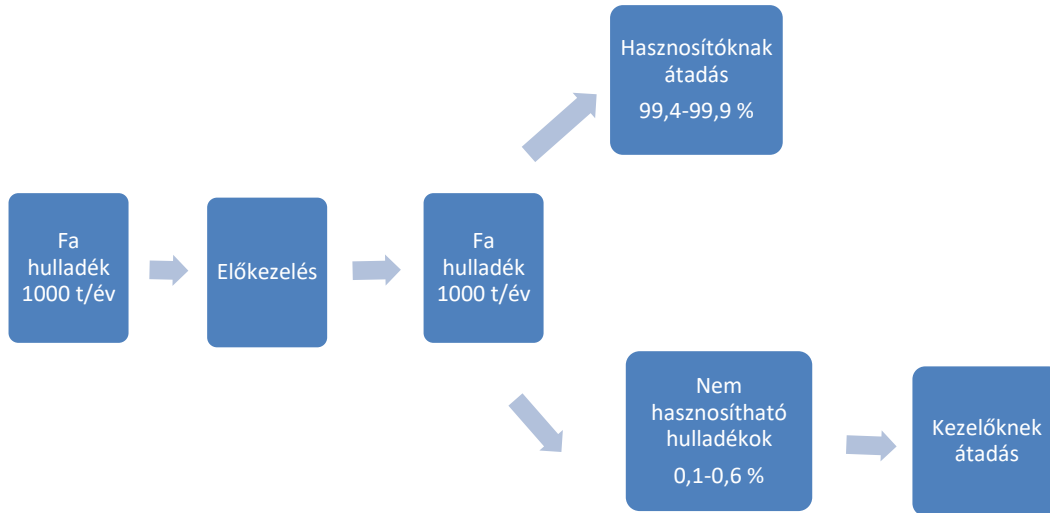 Fa
hulladék
1000 t/év
Előkezelés
Fa
hulladék
1000 t/év
Hasznosítóknak
átadás
99,4-99,9 %
Nem
hasznosítható
hulladékok
0,1-0,6 %
Kezelőknek
átadás